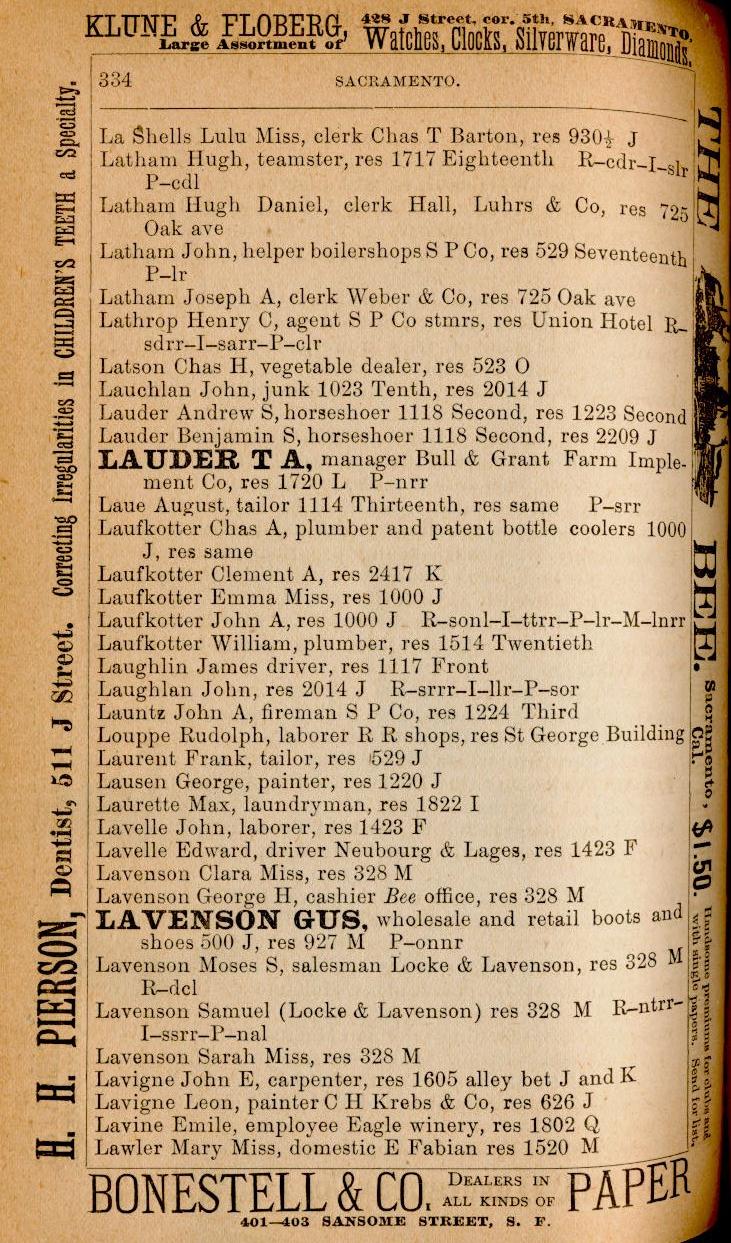 KLUNE & FLOBERG, 428 J Street, cor. 5th, SACRAMENTO,
Large Assortment of Watches, Clocks, Silverware, Diamonds.
334 SACRAMENTO.
La Shells Lulu Miss, clerk Chas T Barton, res 930½ J
Latham Hugh, teamster, res 1717 Eighteenth R–cdr–I–slr
P–cdl
Latham Hugh Daniel, clerk Hall, Luhrs & Co, res 725
Oak ave
Latham John, helper boilershops S P Co, res 529 Seventeenth
P–lr
Latham Joseph A, clerk Weber & Co, res 725 Oak ave
Lathrop Henry C, agent S P Co stmrs, res Union Hotel R–
sdrr–I–sarr–P–clr
Latson Chas H, vegetable dealer, res 523 O
Lauchlan John, junk 1023 Tenth, res 2014 J
Lauder Andrew S, horseshoer 1118 Second, res 1223 Second
Lauder Benjamin S, horseshoer 1118 Second, res 2209 J
LAUDER T A, manager Bull & Grant Farm Imple-
ment Co, res 1720 L P–nrr
Laue August, tailor 1114 Thirteenth, res same P–srr
Laufkotter Chas A, plumber and patent bottle coolers 1000
J, res same
Laufkotter Clement A, res 2417 K
Laufkotter Emma Miss, res 1000 J
Laufkotter John A, res 1000 J R–sonl–I–ttrr–P–lr–M–lnrr
Laufkotter William, plumber, res 1514 Twentieth
Laughlin James driver, res 1117 Front
Laughlan John, res 2014 J R–srrr–I–llr–P–sor
Launtz John A, fireman S P Co, res 1224 Third
Louppe Rudolph, laborer R R shops, res St George Building
Laurent Frank, tailor, res 529 J
Lausen George, painter, res 1220 J
Laurette Max, laundryman, res 1822 I
Lavelle John, laborer, res 1423 F
Lavelle Edward, driver Neubourg & Lages, res 1423 F
Lavenson Clara Miss, res 328 M
Lavenson George H, cashier Bee office, res 328 M
LAVENSON GUS, wholesale and retail boots and
shoes 500 J, res 927 M P–onnr
Lavenson Moses S, salesman Locke & Lavenson, res 328 M
R–dcl
Lavenson Samuel (Locke & Lavenson) res 328 M R–ntrr–
I–ssrr–P–nal
Lavenson Sarah Miss, res 328 M
Lavigne John E, carpenter, res 1605 alley bet J and K
Lavigne Leon, painter C H Krebs & Co, res 626 J
Lavine Emile, employee Eagle winery, res 1802 Q
Lawler Mary Miss, domestic E Fabian res 1520 M
BONESTELL & CO. DEALERS IN ALL KINDS OF PAPER
401–403 SANSOME STREET, S. F.
H. H. PIERSON, Dentist, 511 J Street. Correcting Irregularities in CHILDREN'S TEETH a Specialty.
THE BEE. Sacramento, Cal. $1.50. Handsome premiums for clubs and
with single papers. Send for list.